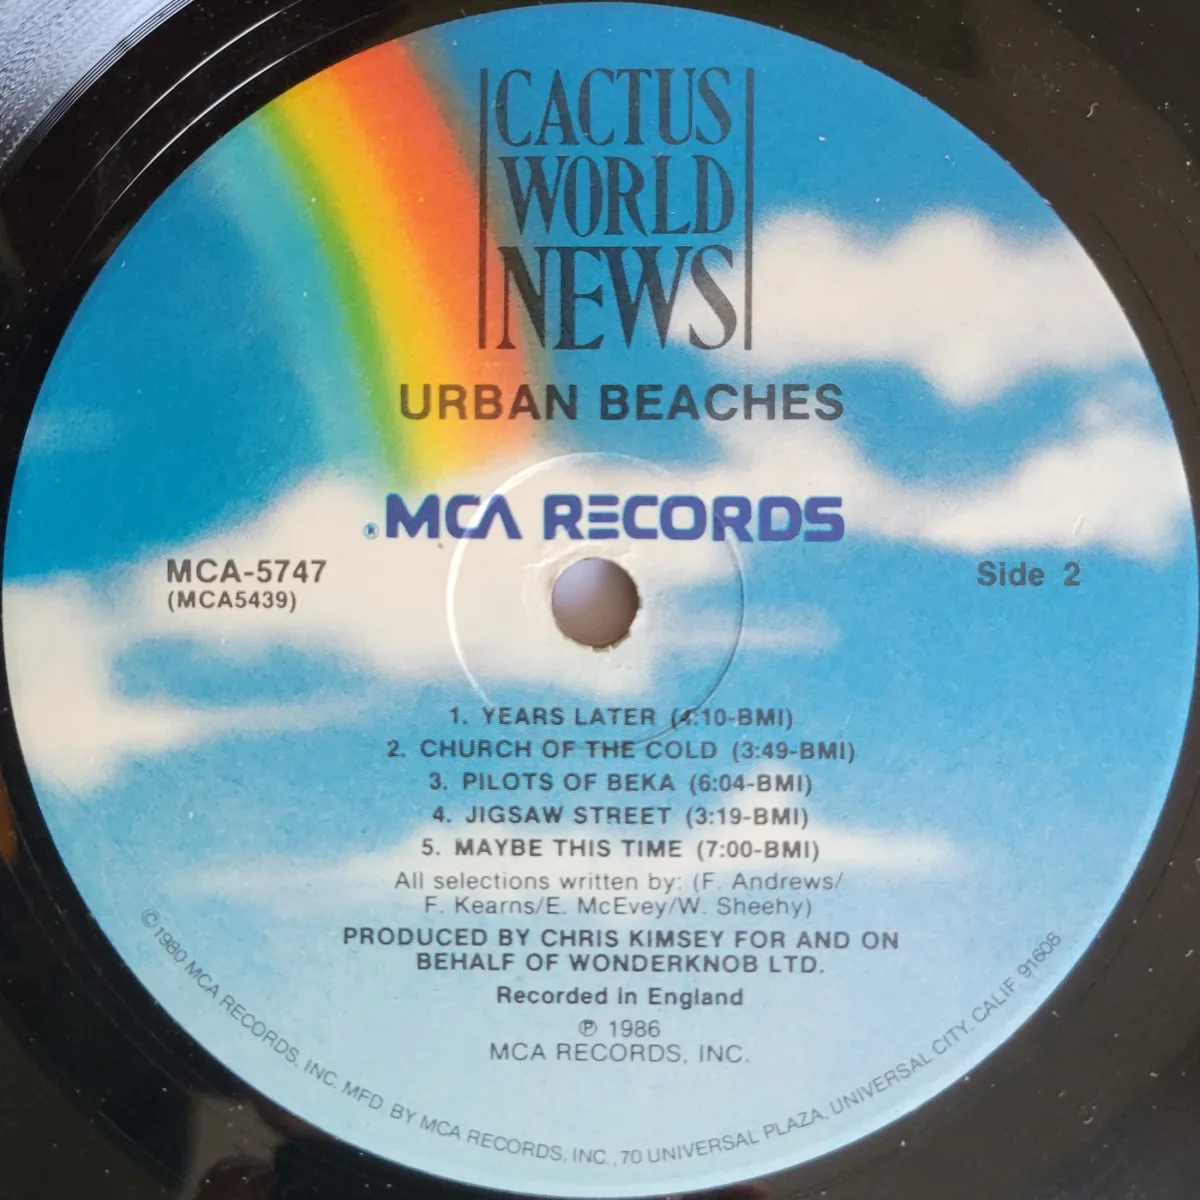 CACTUS
WORLD
NEWS
URBAN BEACHES
® MCA RECORDS
MCA-5747
(MCA5439)
Side 2
1. YEARS LATER (4:10-BMI)
2. CHURCH OF THE COLD (3:49-BMI)
3. PILOTS OF BEKA (6:04-BMI)
4. JIGSAW STREET (3:19-BMI)
5. MAYBE THIS TIME (7:00-BMI)
All selections written by: (F. Andrews/
F. Kearns/E. McEvey/W. Sheehy)
PRODUCED BY CHRIS KIMSEY FOR AND ON
BEHALF OF WONDERKNOB LTD.
Recorded in England
℗ 1986
MCA RECORDS, INC.
©1980 MCA RECORDS, INC. MFD. BY MCA RECORDS, INC., 70 UNIVERSAL PLAZA, UNIVERSAL CITY, CALIF 91608